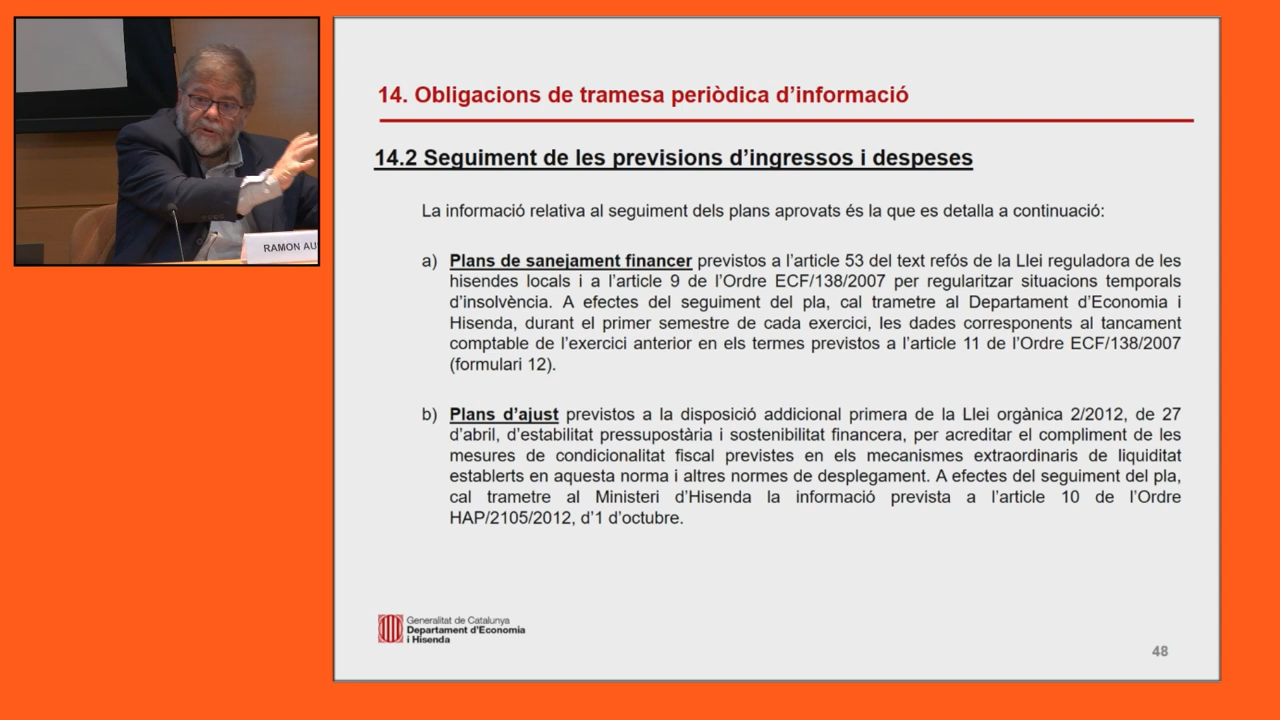 RAMON AU
14. Obligacions de tramesa periòdica d’informació
14.2 Seguiment de les previsions d’ingressos i despeses
La informació relativa al seguiment dels plans aprovats és la que es detalla a continuació:
a) Plans de sanejament financer previstos a l’article 53 del text refós de la Llei reguladora de les
hisendes locals i a l’article 9 de l’Ordre ECF/138/2007 per regularitzar situacions temporals
d’insolvència. A efectes del seguiment del pla, cal trametre al Departament d’Economia i
Hisenda, durant el primer semestre de cada exercici, les dades corresponents al tancament
comptable de l’exercici anterior en els termes previstos a l’article 11 de l’Ordre ECF/138/2007
(formulari 12).
b) Plans d’ajust previstos a la disposició addicional primera de la Llei orgànica 2/2012, de 27
d’abril, d’estabilitat pressupostària i sostenibilitat financera, per acreditar el compliment de les
mesures de condicionalitat fiscal previstes en els mecanismes extraordinaris de liquiditat
establerts en aquesta norma i altres normes de desplegament. A efectes del seguiment del pla,
cal trametre al Ministeri d’Hisenda la informació prevista a l’article 10 de l’Ordre
HAP/2105/2012, d’1 d’octubre.
Generalitat de Catalunya
Departament d’Economia
i Hisenda
48